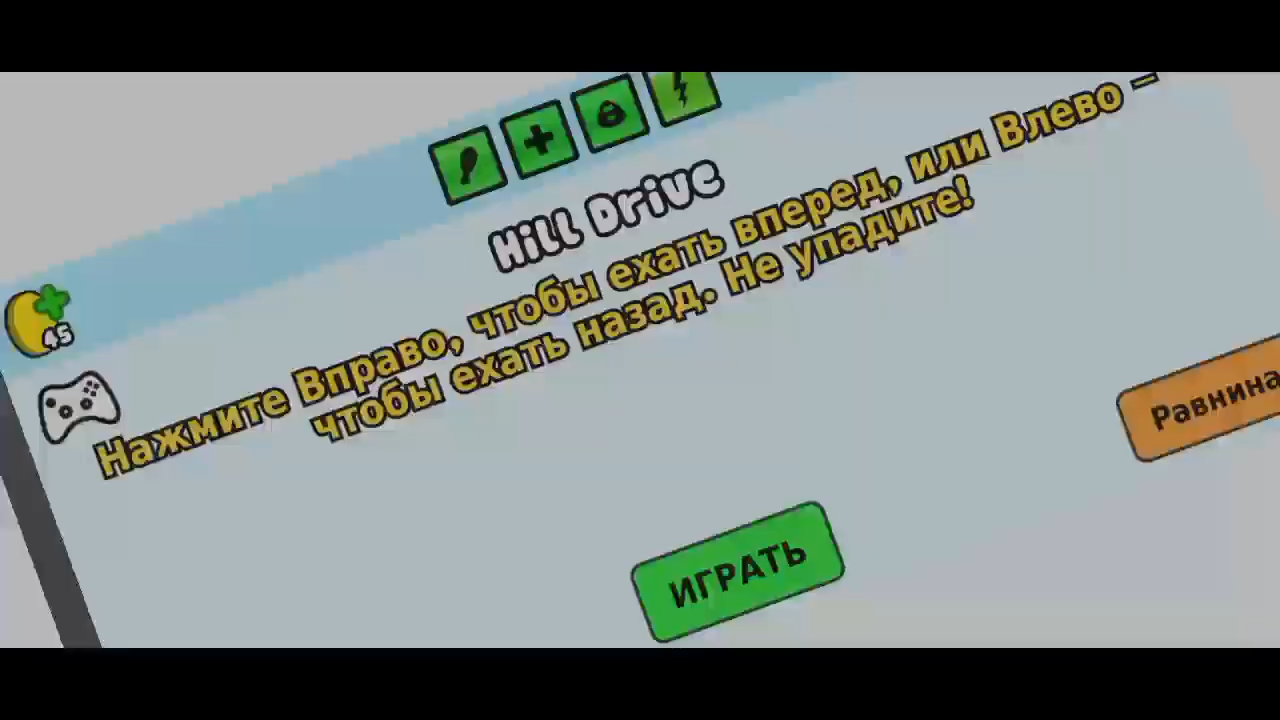 Hill Drive
45
Нажмите Вправо, чтобы ехать вперед, или Влево –
чтобы ехать назад. Не упадите!
Равнина
ИГРАТЬ